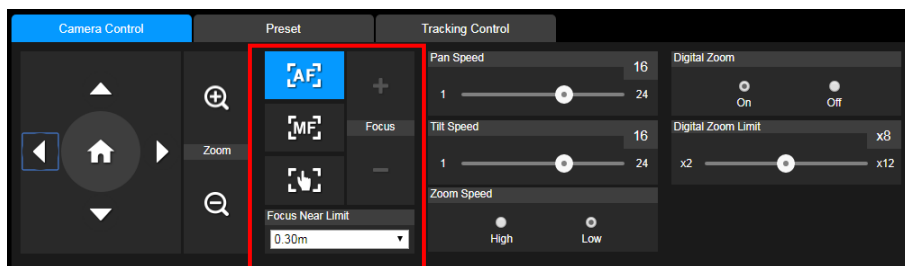 Camera Control
Preset
Tracking Control
Zoom
AF
MF
Focus
Focus Near Limit
0.30m
Pan Speed
16
1
24
Tilt Speed
16
1
24
Zoom Speed
High
Low
Digital Zoom
On
Off
Digital Zoom Limit
x8
x2
x12